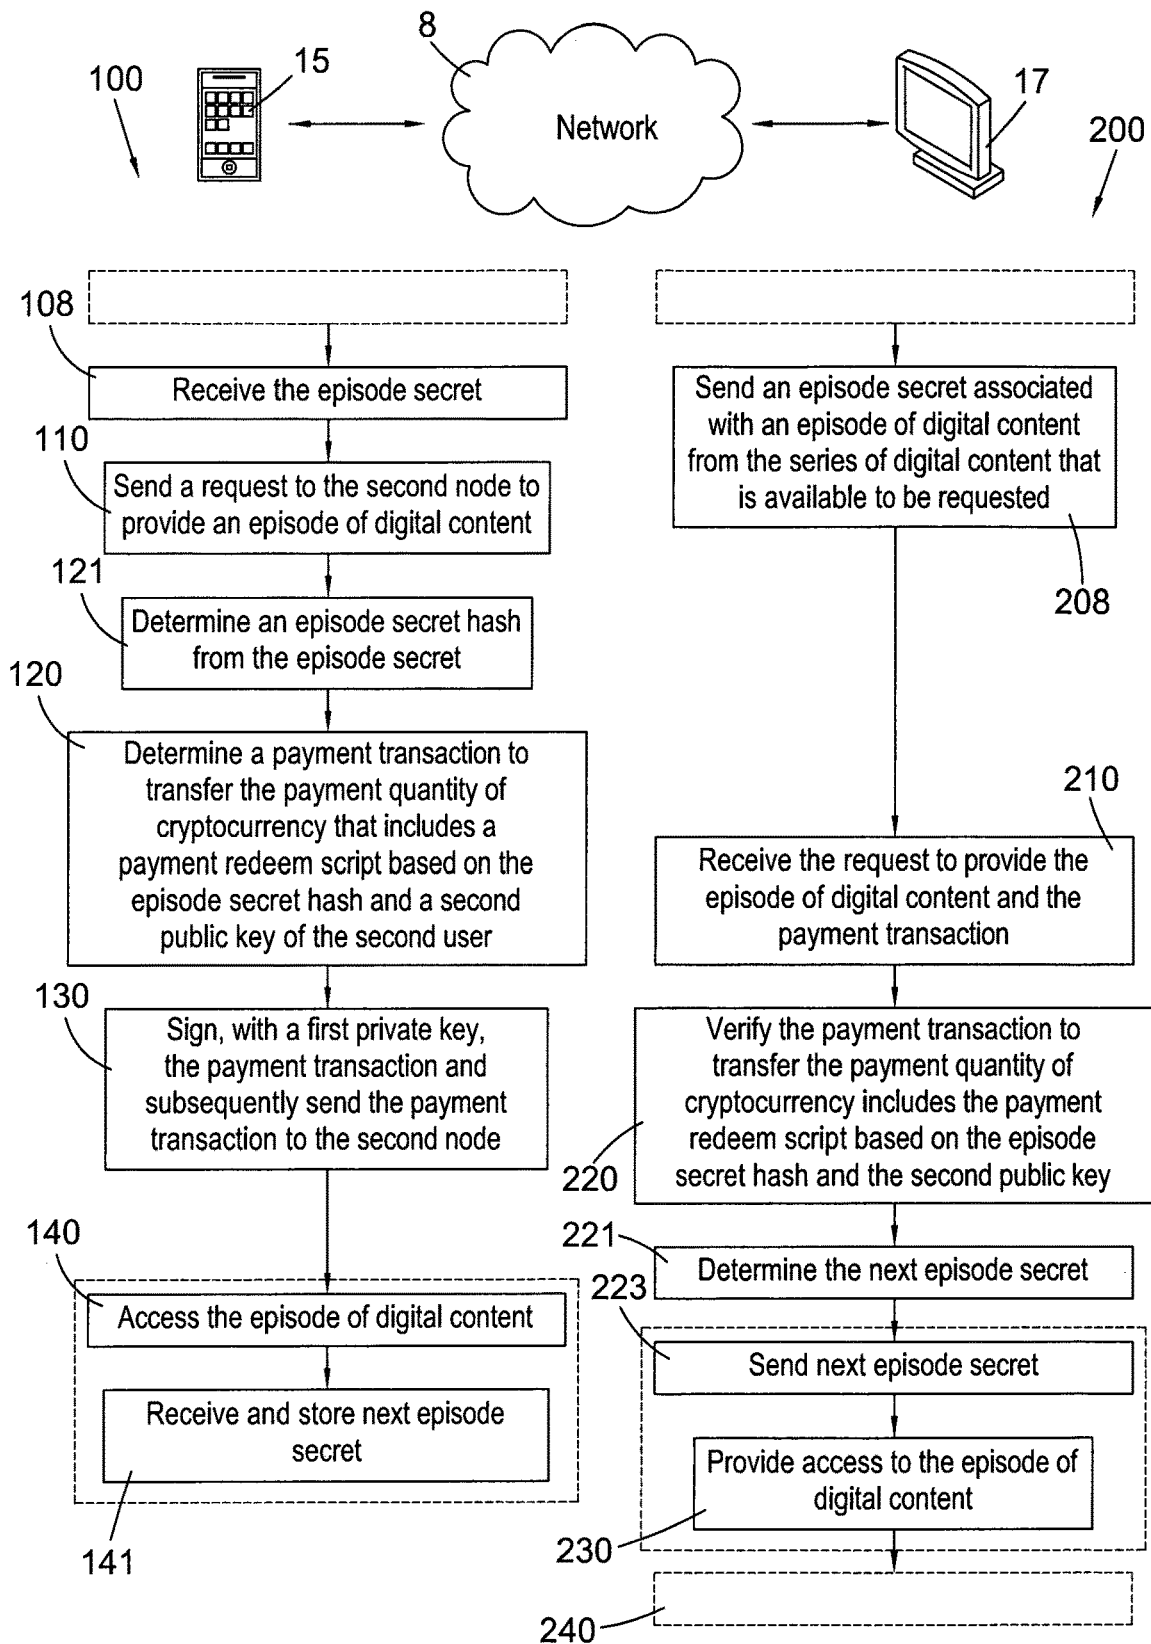 8
15
17
100
Network
200
108
Receive the episode secret
110
Send a request to the second node to
provide an episode of digital content
121
Determine an episode secret hash
from the episode secret
120
Determine a payment transaction to
transfer the payment quantity of
cryptocurrency that includes a
payment redeem script based on the
episode secret hash and a second
public key of the second user
130
Sign, with a first private key,
the payment transaction and
subsequently send the payment
transaction to the second node
140
Access the episode of digital content
Receive and store next episode
secret
141
Send an episode secret associated
with an episode of digital content
from the series of digital content that
is available to be requested
208
210
Receive the request to provide the
episode of digital content and the
payment transaction
Verify the payment transaction to
transfer the payment quantity of
cryptocurrency includes the payment
redeem script based on the episode
secret hash and the second public key
220
221
Determine the next episode secret
223
Send next episode secret
Provide access to the episode of
digital content
230
240